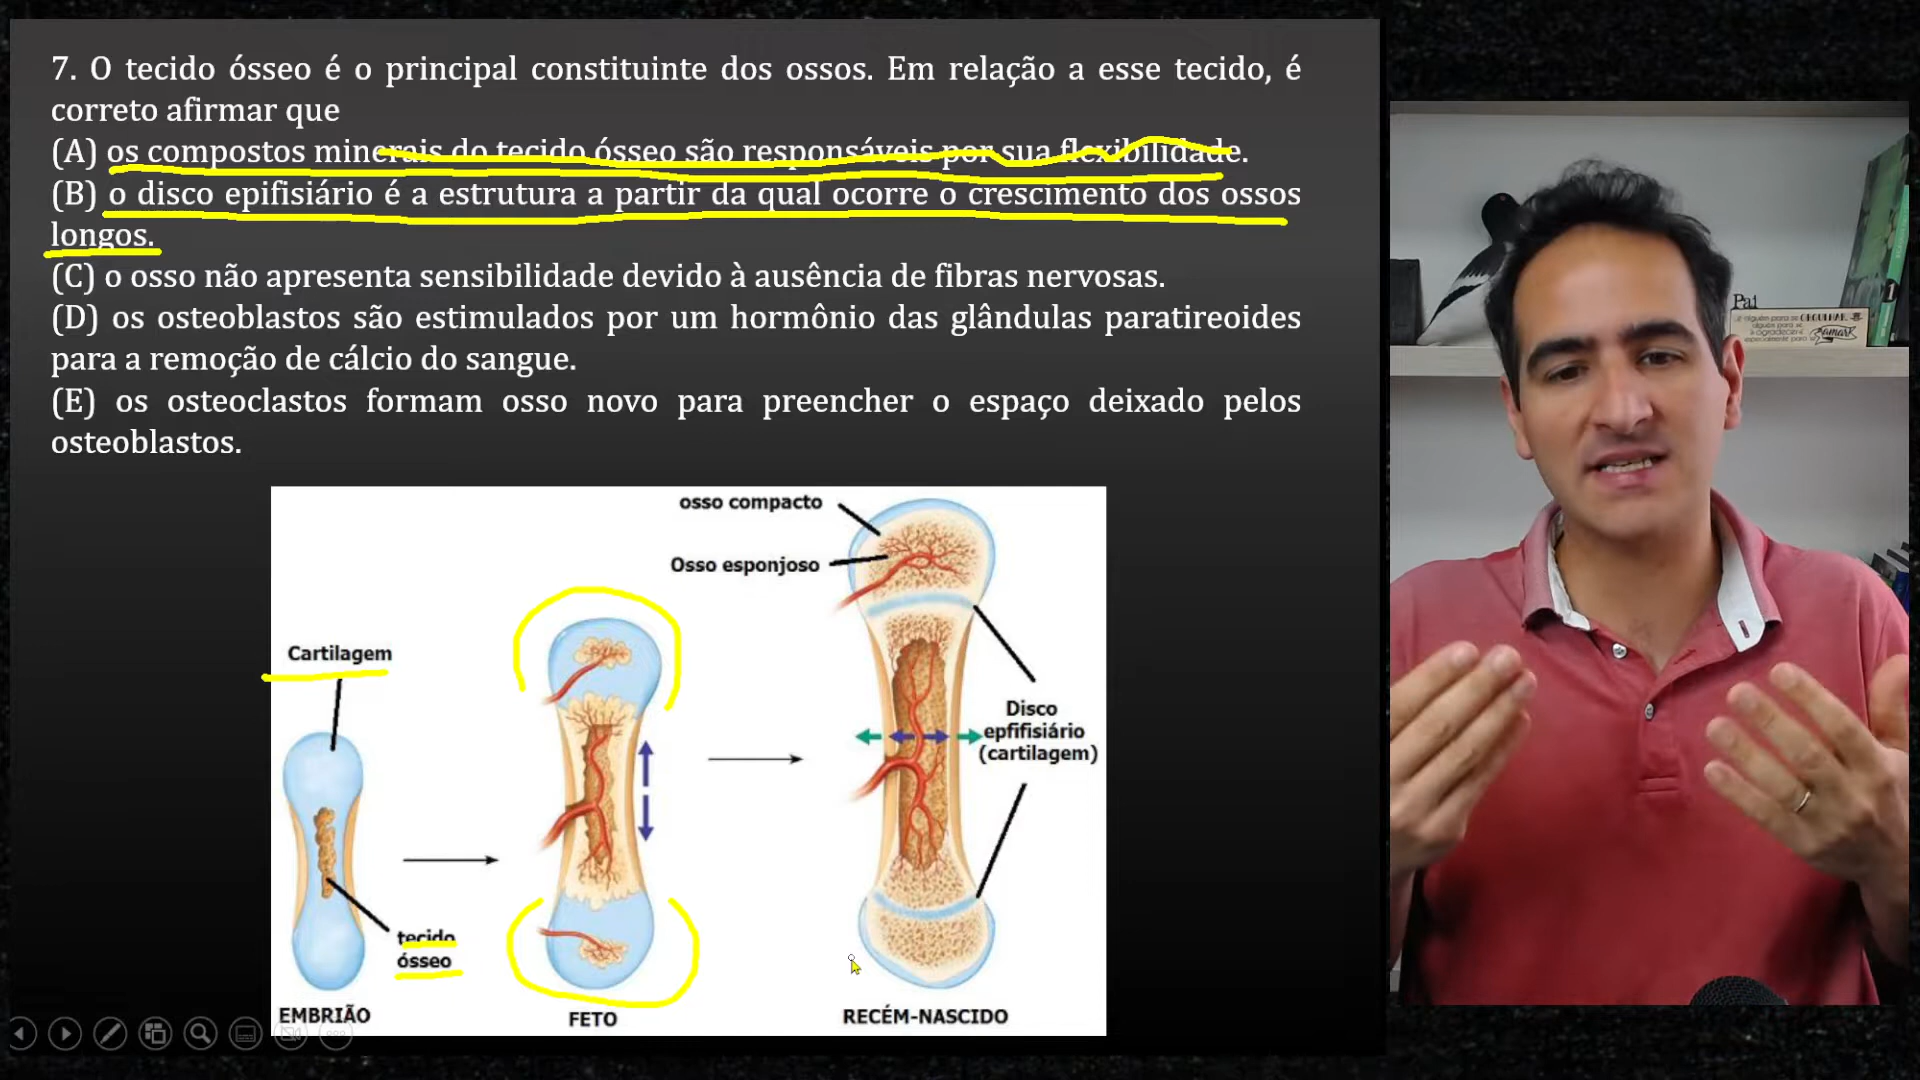 7. O tecido ósseo é o principal constituinte dos ossos. Em relação a esse tecido, é
correto afirmar que
(A) os compostos minerais do tecido ósseo são responsáveis por sua flexibilidade.
(B) o disco epifisiário é a estrutura a partir da qual ocorre o crescimento dos ossos
longos.
(C) o osso não apresenta sensibilidade devido à ausência de fibras nervosas.
(D) os osteoblastos são estimulados por um hormônio das glândulas paratireoides
para a remoção de cálcio do sangue.
(E) os osteoclastos formam osso novo para preencher o espaço deixado pelos
osteoblastos.
osso compacto
Osso esponjoso
Cartilagem
Disco
epfifisiário
(cartilagem)
tecido
ósseo
EMBRIÃO
FETO
RECÉM-NASCIDO
Pai
ORGULHAR